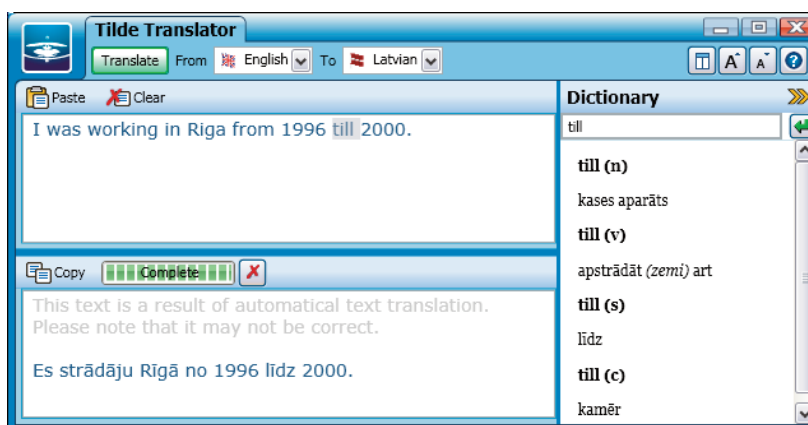 Tilde Translator
Translate From English To Latvian
A A ?
Paste Clear
I was working in Riga from 1996 till 2000.
Copy Complete
This text is a result of automatical text translation.
Please note that it may not be correct.
Es strādāju Rīgā no 1996 līdz 2000.
Dictionary
till
till (n)
kases aparāts
till (v)
apstrādāt (zemi) art
till (s)
līdz
till (c)
kamēr